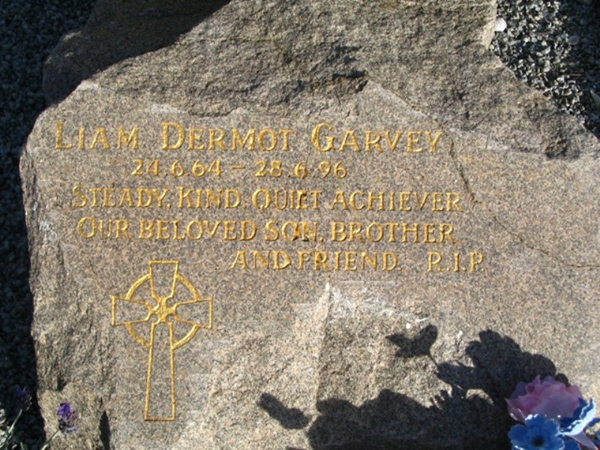 LIAM DERMOT GARVEY
24.6.64 – 28.6.96
STEADY, KIND, QUIET ACHIEVER
OUR BELOVED SON, BROTHER
AND FRIEND R.I.P.